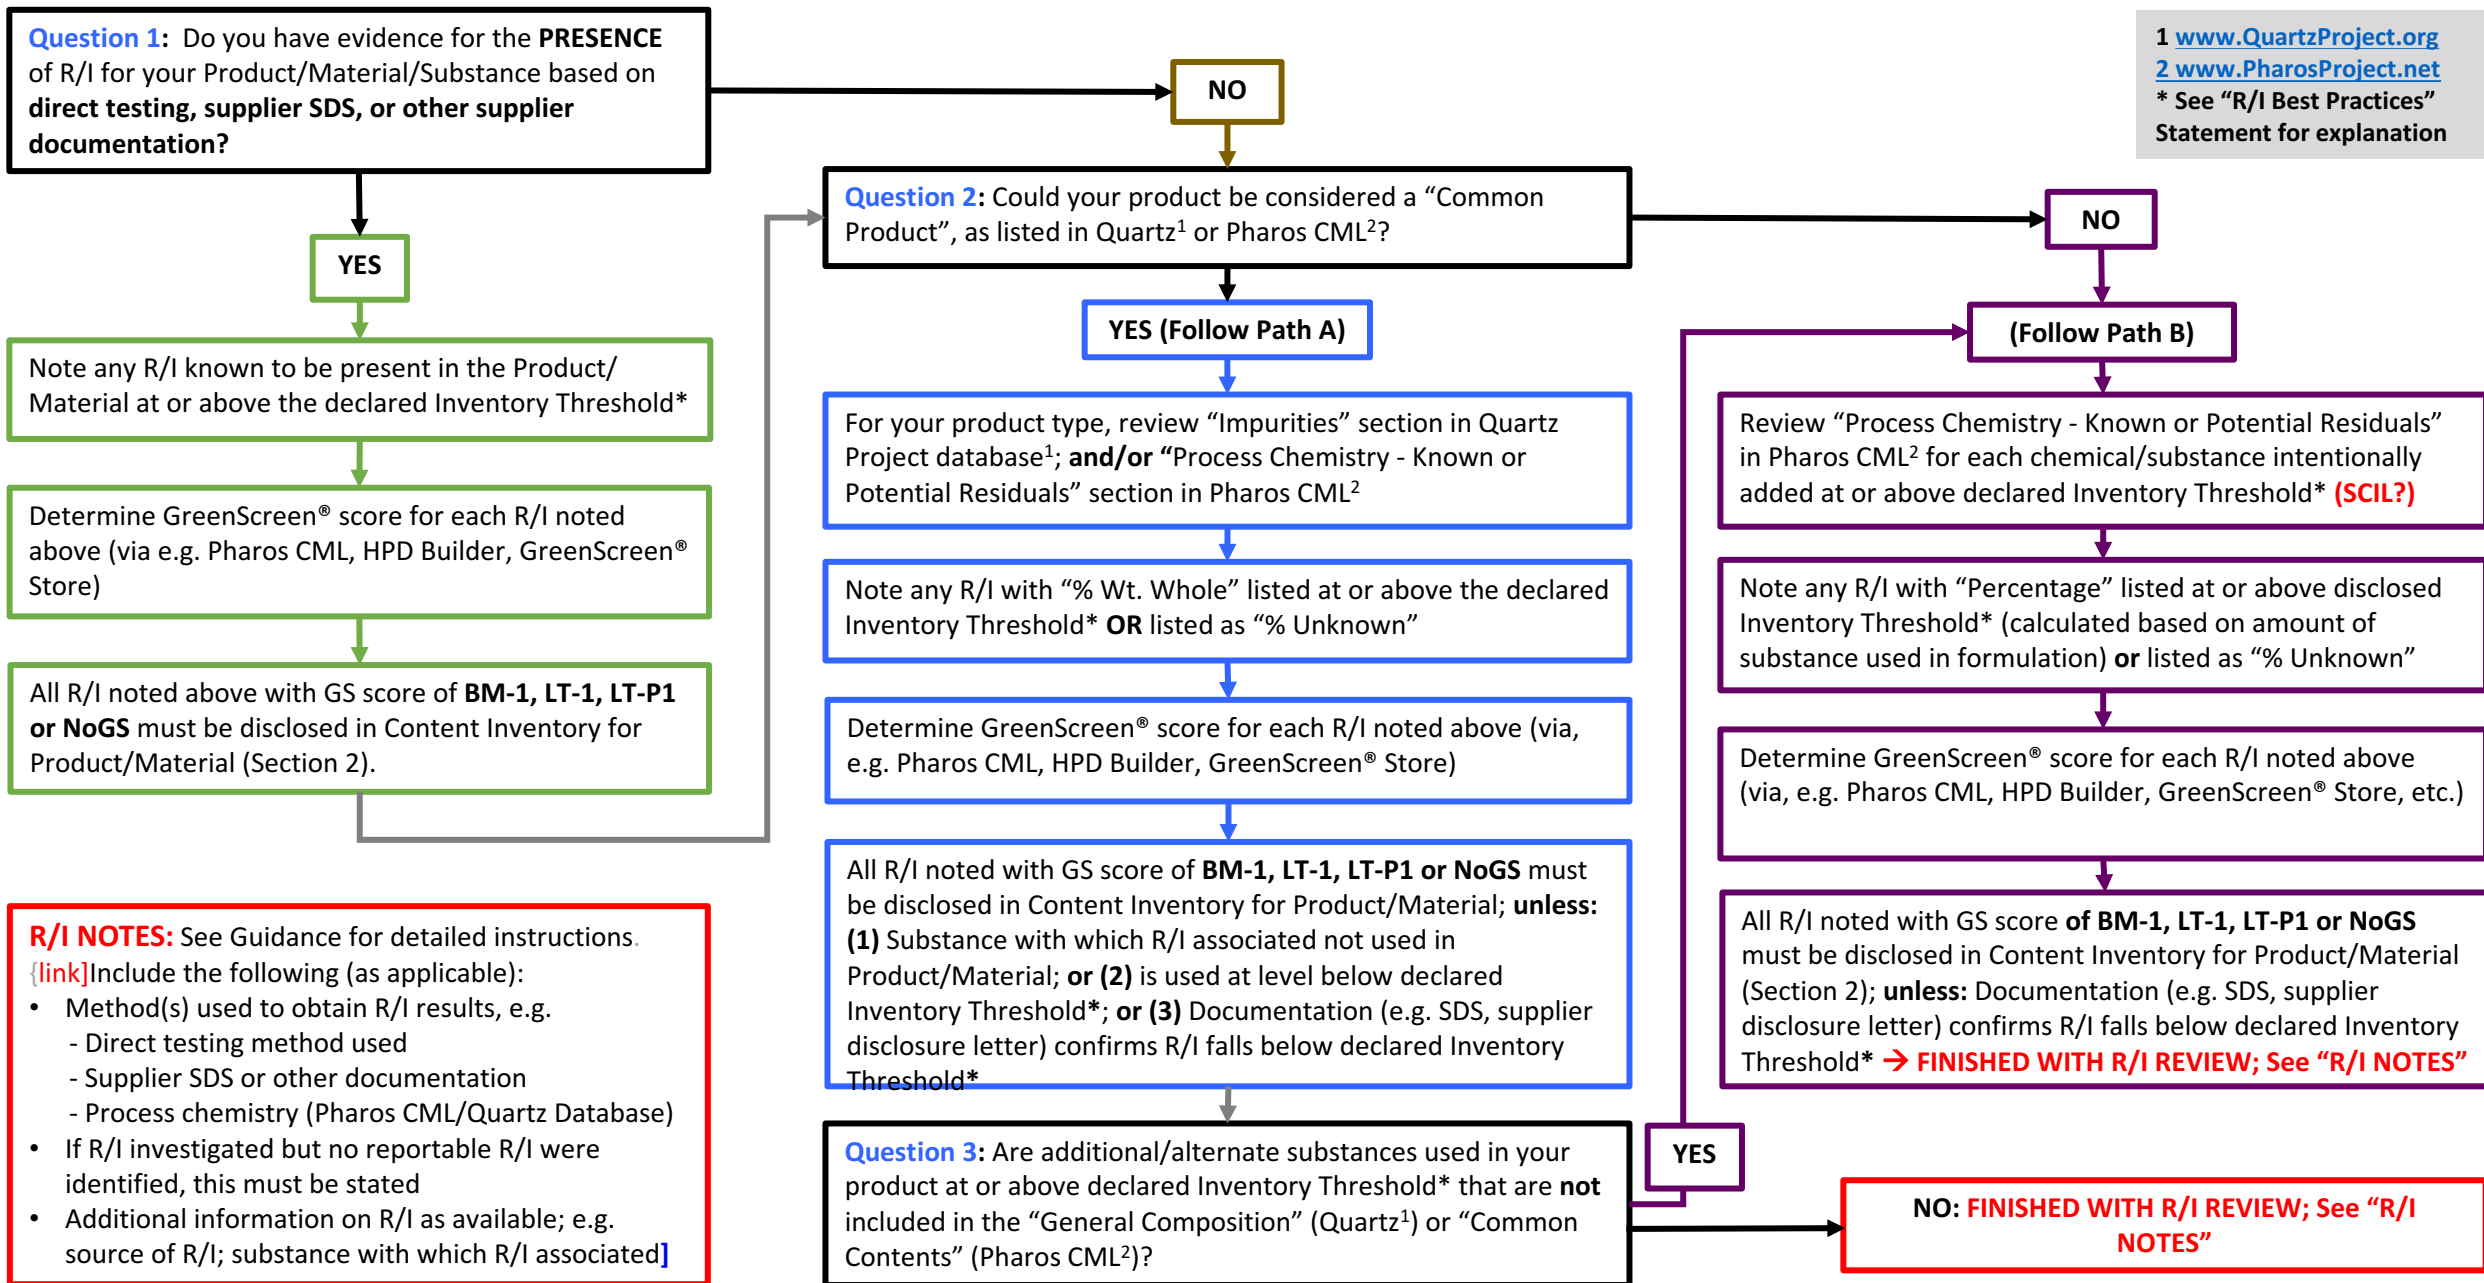 Question 1: Do you have evidence for the PRESENCE
of R/I for your Product/Material/Substance based on
direct testing, supplier SDS, or other supplier
documentation?
NO
1 www.QuartzProject.org
2 www.PharosProject.net
* See “R/I Best Practices”
Statement for explanation
YES
Note any R/I known to be present in the Product/
Material at or above the declared Inventory Threshold*
Determine GreenScreen® score for each R/I noted
above (via e.g. Pharos CML, HPD Builder, GreenScreen®
Store)
All R/I noted above with GS score of BM-1, LT-1, LT-P1
or NoGS must be disclosed in Content Inventory for
Product/Material (Section 2).
R/I NOTES: See Guidance for detailed instructions.
{link]Include the following (as applicable):
• Method(s) used to obtain R/I results, e.g.
- Direct testing method used
- Supplier SDS or other documentation
- Process chemistry (Pharos CML/Quartz Database)
• If R/I investigated but no reportable R/I were
identified, this must be stated
• Additional information on R/I as available; e.g.
source of R/I; substance with which R/I associated]
Question 2: Could your product be considered a “Common
Product”, as listed in Quartz1 or Pharos CML2?
YES (Follow Path A)
For your product type, review “Impurities” section in Quartz
Project database1; and/or “Process Chemistry - Known or
Potential Residuals” section in Pharos CML2
Note any R/I with “% Wt. Whole” listed at or above the declared
Inventory Threshold* OR listed as “% Unknown”
Determine GreenScreen® score for each R/I noted above (via,
e.g. Pharos CML, HPD Builder, GreenScreen® Store)
All R/I noted with GS score of BM-1, LT-1, LT-P1 or NoGS must
be disclosed in Content Inventory for Product/Material; unless:
(1) Substance with which R/I associated not used in
Product/Material; or (2) is used at level below declared
Inventory Threshold*; or (3) Documentation (e.g. SDS, supplier
disclosure letter) confirms R/I falls below declared Inventory
Threshold*
Question 3: Are additional/alternate substances used in your
product at or above declared Inventory Threshold* that are not
included in the “General Composition” (Quartz1) or “Common
Contents” (Pharos CML2)?
YES
NO: FINISHED WITH R/I REVIEW; See “R/I
NOTES”
NO
(Follow Path B)
Review “Process Chemistry - Known or Potential Residuals”
in Pharos CML2 for each chemical/substance intentionally
added at or above declared Inventory Threshold* (SCIL?)
Note any R/I with “Percentage” listed at or above disclosed
Inventory Threshold* (calculated based on amount of
substance used in formulation) or listed as “% Unknown”
Determine GreenScreen® score for each R/I noted above
(via, e.g. Pharos CML, HPD Builder, GreenScreen® Store, etc.)
All R/I noted with GS score of BM-1, LT-1, LT-P1 or NoGS
must be disclosed in Content Inventory for Product/Material
(Section 2); unless: Documentation (e.g. SDS, supplier
disclosure letter) confirms R/I falls below declared Inventory
Threshold* → FINISHED WITH R/I REVIEW; See “R/I NOTES”